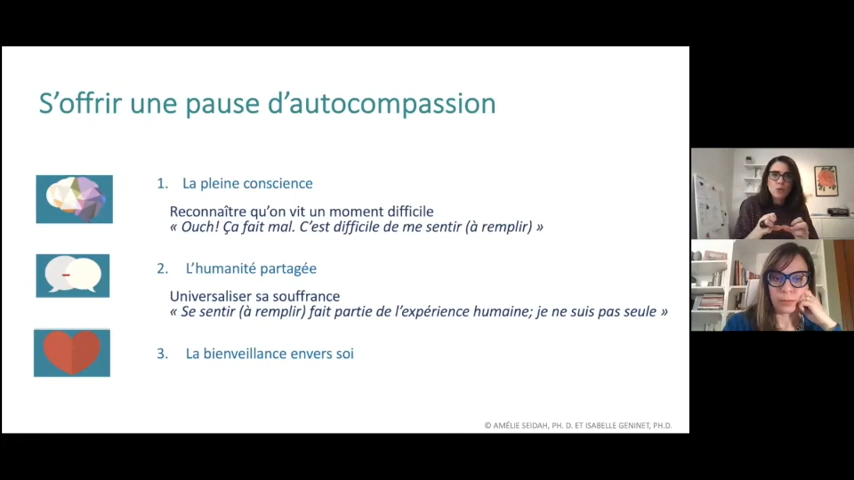 S’offrir une pause d’autocompassion
1. La pleine conscience
Reconnaître qu’on vit un moment difficile
« Ouch! Ça fait mal. C’est difficile de me sentir (à remplir) »
2. L’humanité partagée
Universaliser sa souffrance
« Se sentir (à remplir) fait partie de l’expérience humaine; je ne suis pas seule »
3. La bienveillance envers soi
© AMÉLIE SEIDAH, PH. D. ET ISABELLE GENINET, PH.D.